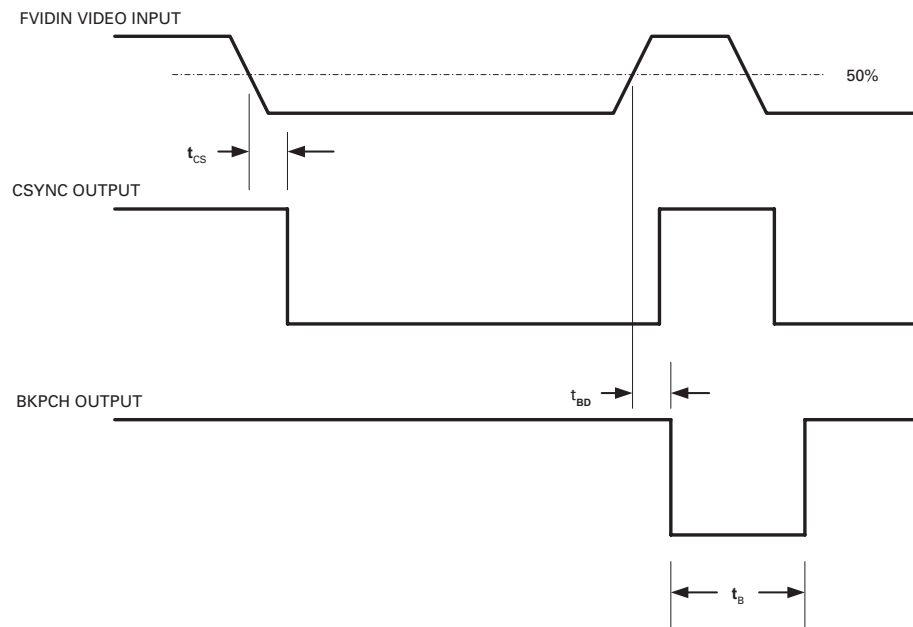 FVIDIN VIDEO INPUT
50%
tCS
CSYNC OUTPUT
tBD
BKPCH OUTPUT
tB